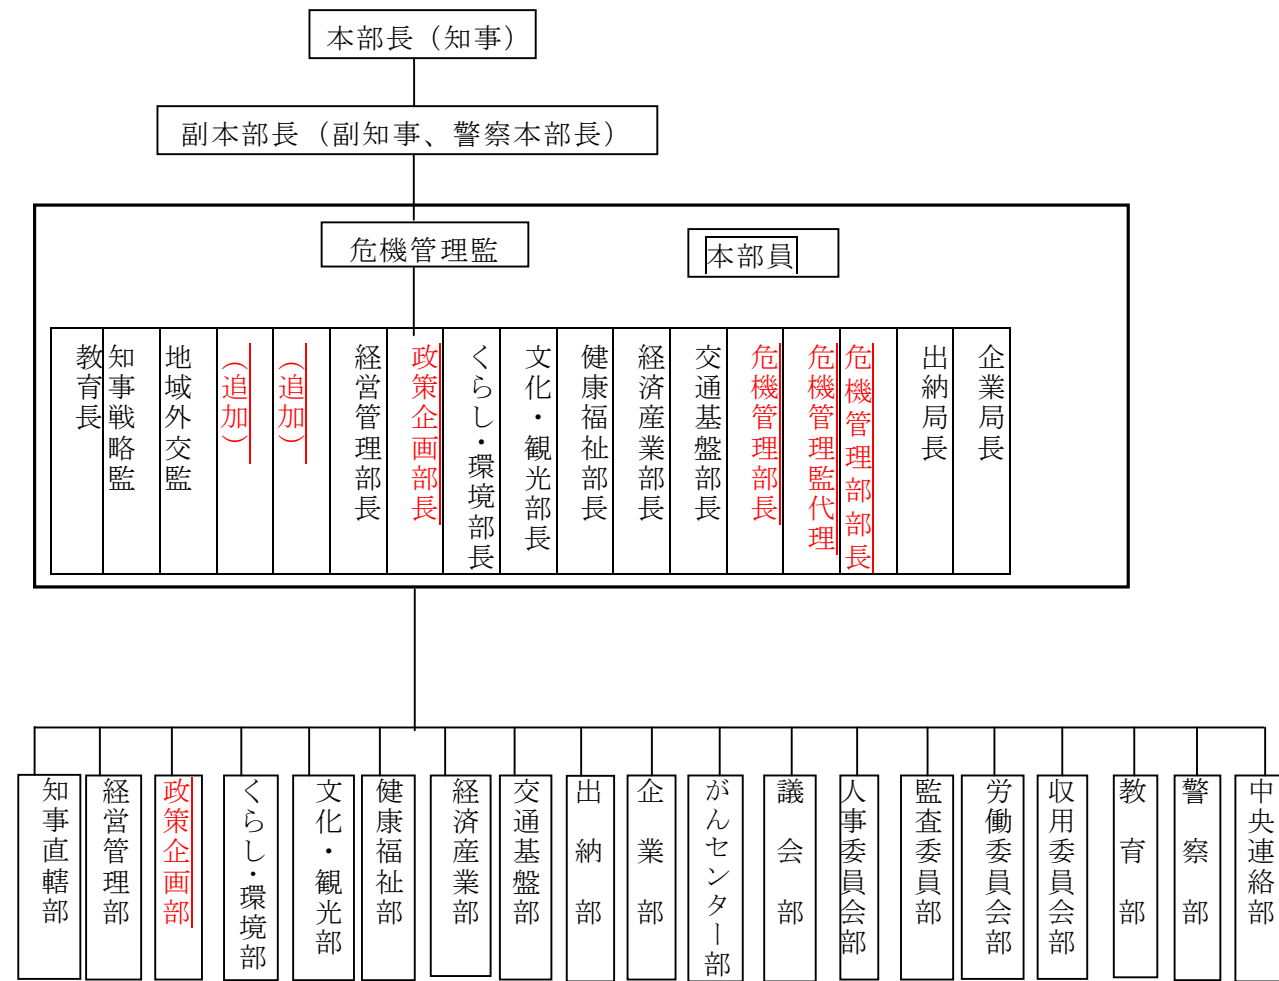 本部長（知事）
副本部長（副知事、警察本部長）
危機管理監
本部員
教育長
知事戦略監
地域外交監
（追加）
（追加）
経営管理部長
政策企画部長
くらし・環境部長
文化・観光部長
健康福祉部長
経済産業部長
交通基盤部長
危機管理部長
危機管理監代理
危機管理部部長
出納局長
企業局長
知事直轄部
経営管理部
政策企画部
くらし・環境部
文化・観光部
健康福祉部
経済産業部
交通基盤部
出納部
企業部
がんセンター部
議会部
人事委員会部
監査委員部
労働委員会部
収用委員会部
教育部
警察部
中央連絡部